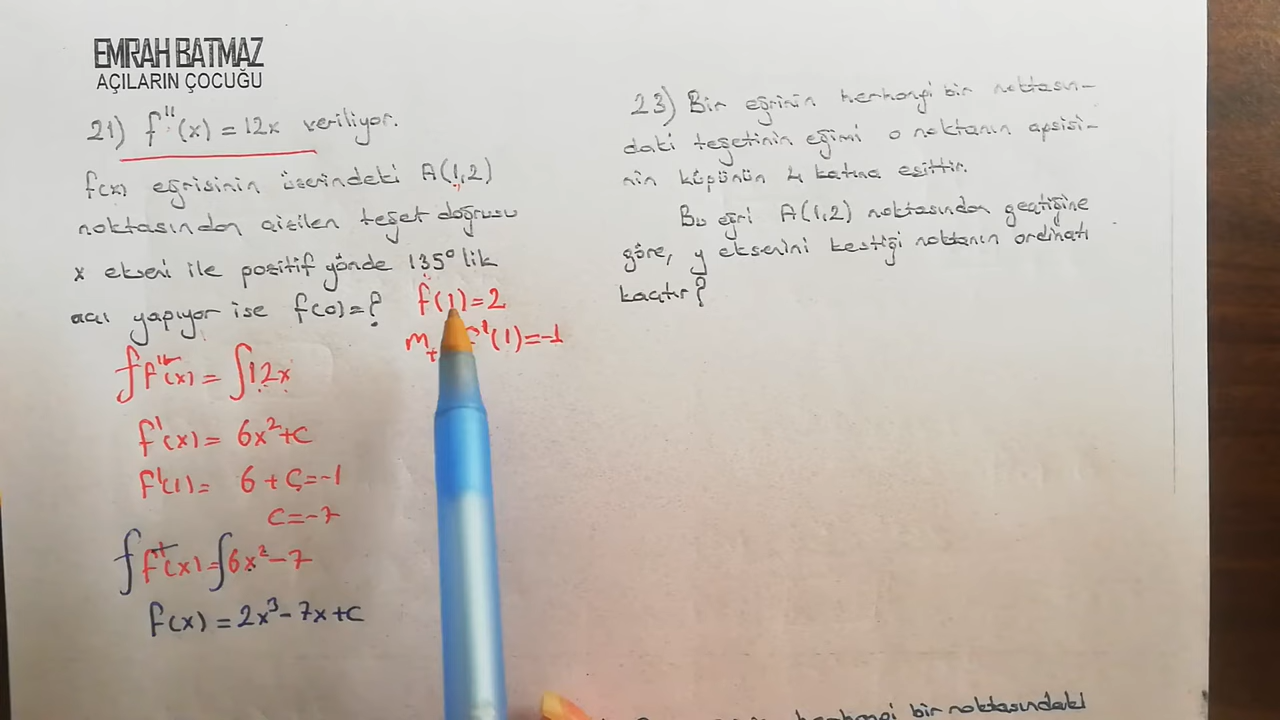 EMRAH BATMAZ
AÇILARIN ÇOCUĞU
21) f''(x) = 12x veriliyor.
f(x) eğrisinin üzerindeki A(1,2)
noktasından çizilen teğet doğrusu
x ekseni ile pozitif yönde 135° lik
açı yapıyor ise f(0)=?
f(1)=2
m '(1)=-1
∫f''(x) = ∫12x
f'(x) = 6x²+c
f'(1) = 6 + c = -1
c = -7
∫f'(x) = ∫6x² - 7
f(x) = 2x³ - 7x + c
23) Bir eğrinin herhangi bir noktasın-
daki teğetinin eğimi o noktanın apsisi-
nin küpünün 4 katına eşittir.
Bu eğri A(1,2) noktasından geçtiğine
göre, y eksenini kestiği noktanın ordinatı
kaçtır?
herhangi bir noktasındaki